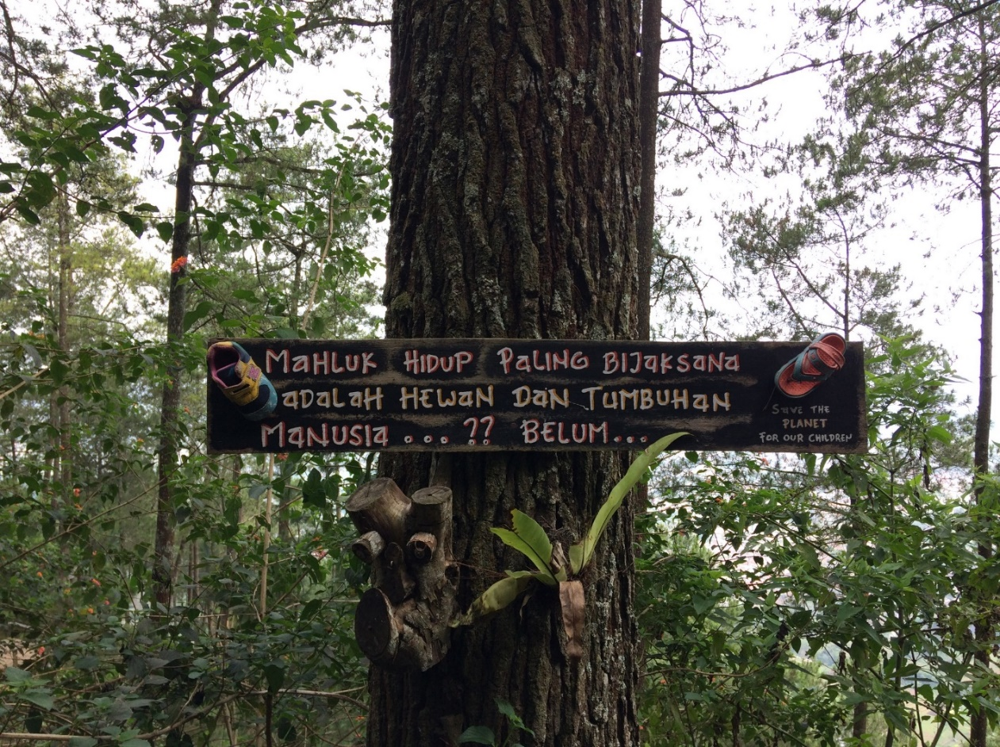 MaHLUK HIDUP PaLING BIJaKSaNa
aDaLaH HEWaN DaN TUMBUHaN
MaNUSIa ... ?? BELUM...
SaVE THE
PLANET
FOR OUR CHILDREN